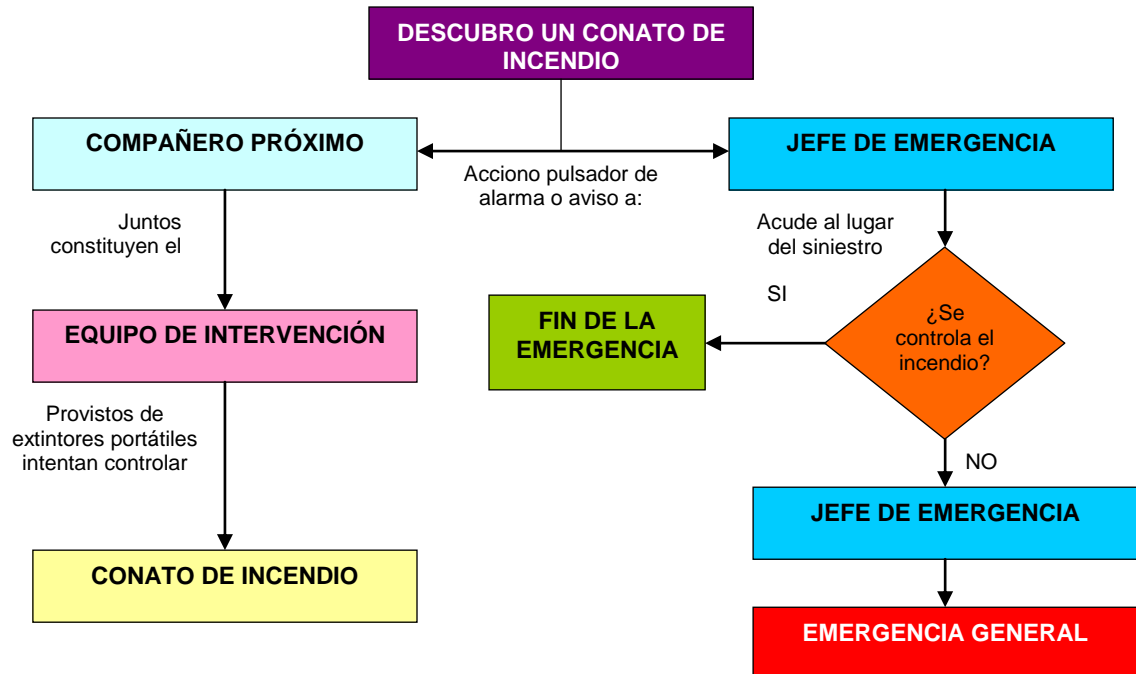 DESCUBRO UN CONATO DE
INCENDIO
COMPAÑERO PRÓXIMO
JEFE DE EMERGENCIA
Acciono pulsador de
alarma o aviso a:
Juntos
constituyen el
Acude al lugar
del siniestro
SI
EQUIPO DE INTERVENCIÓN
FIN DE LA
EMERGENCIA
¿Se
controla el
incendio?
Provistos de
extintores portátiles
intentan controlar
NO
JEFE DE EMERGENCIA
CONATO DE INCENDIO
EMERGENCIA GENERAL